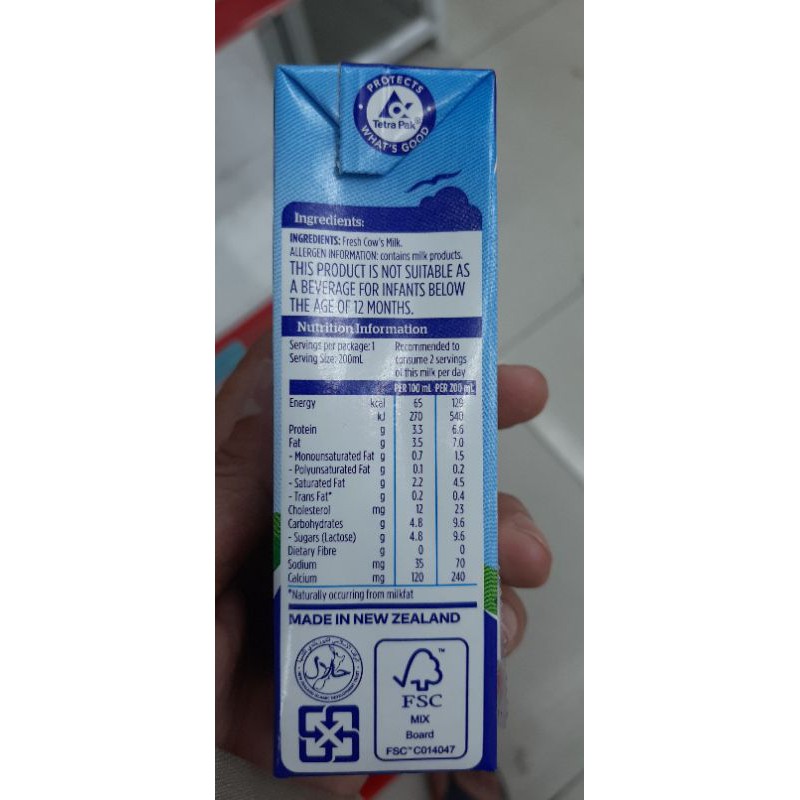 PROTECTS
Tetra Pak®
WHAT'S GOOD
Ingredients:
INGREDIENTS: Fresh Cow's Milk.
ALLERGEN INFORMATION: contains milk products.
THIS PRODUCT IS NOT SUITABLE AS
A BEVERAGE FOR INFANTS BELOW
THE AGE OF 12 MONTHS.
Nutrition Information
Servings per package: 1
Serving Size: 200mL
Recommended to
consume 2 servings
of this milk per day
PER 100 mL PER 200 mL
Energy kcal 65 129
kJ 270 540
Protein g 3.3 6.6
Fat g 3.5 7.0
- Monounsaturated Fat g 0.7 1.5
- Polyunsaturated Fat g 0.1 0.2
- Saturated Fat g 2.2 4.5
- Trans Fat* g 0.2 0.4
Cholesterol mg 12 23
Carbohydrates g 4.8 9.6
- Sugars (Lactose) g 4.8 9.6
Dietary Fibre g 0 0
Sodium mg 35 70
Calcium mg 120 240
*Naturally occurring from milkfat
MADE IN NEW ZEALAND
حلال
FSC
MIX
Board
FSC™ C014047